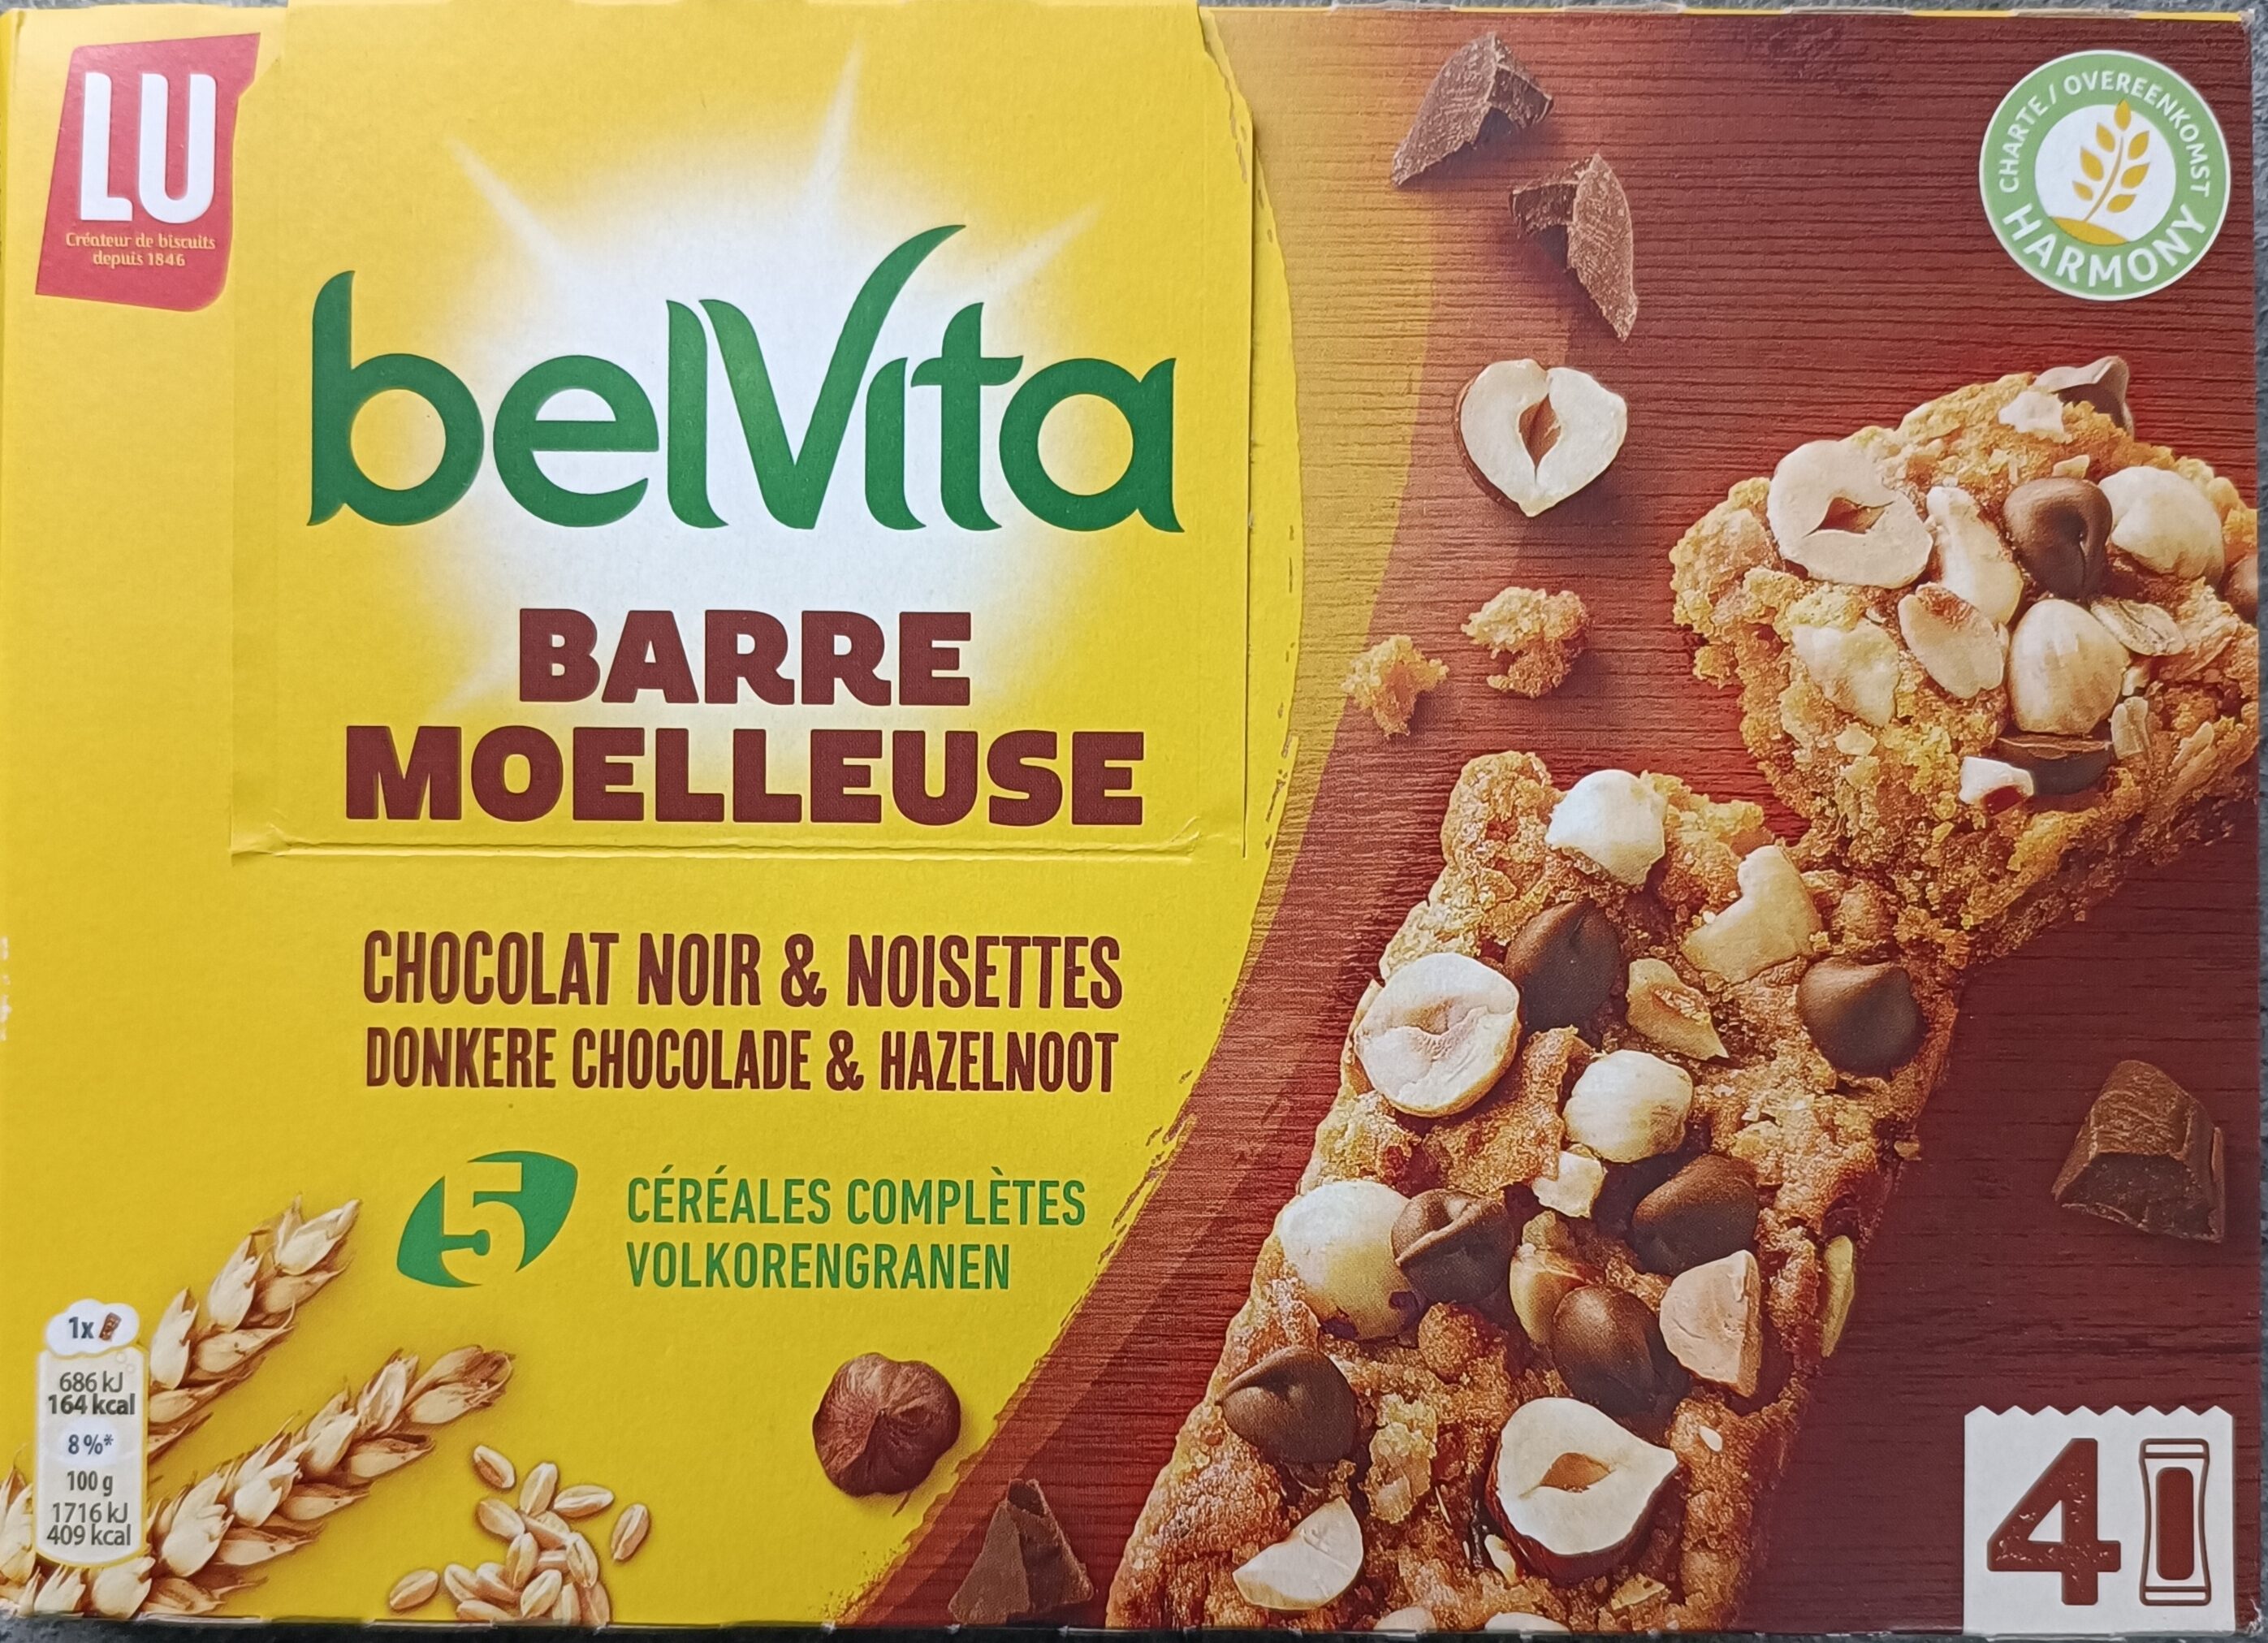 LU
Créateur de biscuits
depuis 1846
CHARTE / OVEREENKOMST
HARMONY
belVita
BARRE
MOELLEUSE
CHOCOLAT NOIR & NOISETTES
DONKERE CHOCOLADE & HAZELNOOT
5
CÉRÉALES COMPLÈTES
VOLKORENGRANEN
1x
686 kJ
164 kcal
8%*
100 g
1716 kJ
409 kcal
4